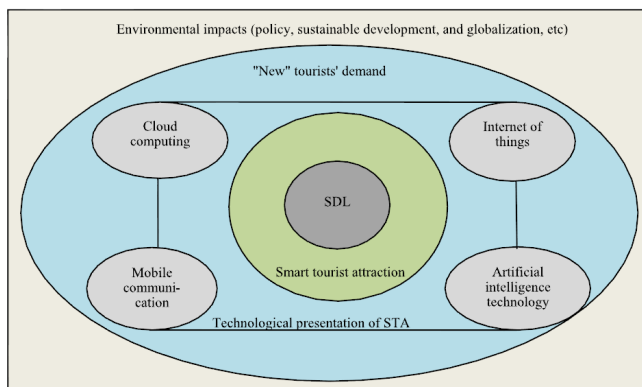 Environmental impacts (policy, sustainable development, and globalization, etc)
"New" tourists' demand
Cloud
computing
Internet of
things
SDL
Smart tourist attraction
Mobile
communi-
cation
Artificial
intelligence
technology
Technological presentation of STA